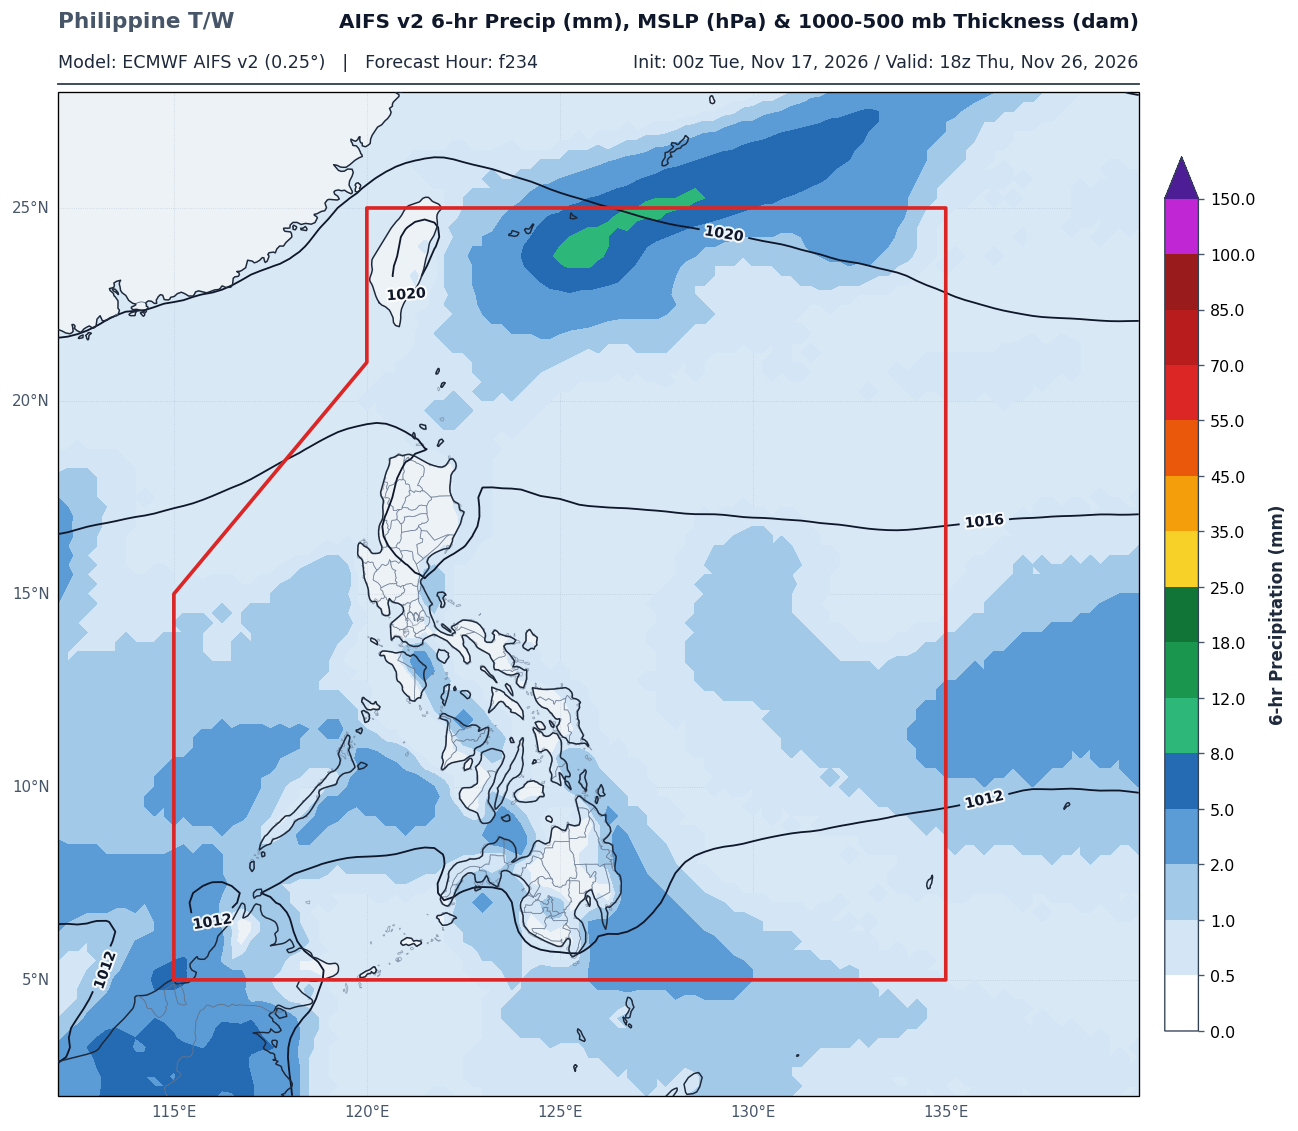 Philippine T/W
AIFS v2 6-hr Precip (mm), MSLP (hPa) & 1000-500 mb Thickness (dam)
Model: ECMWF AIFS v2 (0.25°)   |   Forecast Hour: f234
Init: 00z Tue, Nov 17, 2026 / Valid: 18z Thu, Nov 26, 2026
25°N
20°N
15°N
10°N
5°N
115°E
120°E
125°E
130°E
135°E
1020
1020
1016
1012
1012
1012
150.0
100.0
85.0
70.0
55.0
45.0
35.0
25.0
18.0
12.0
8.0
5.0
2.0
1.0
0.5
0.0
6-hr Precipitation (mm)